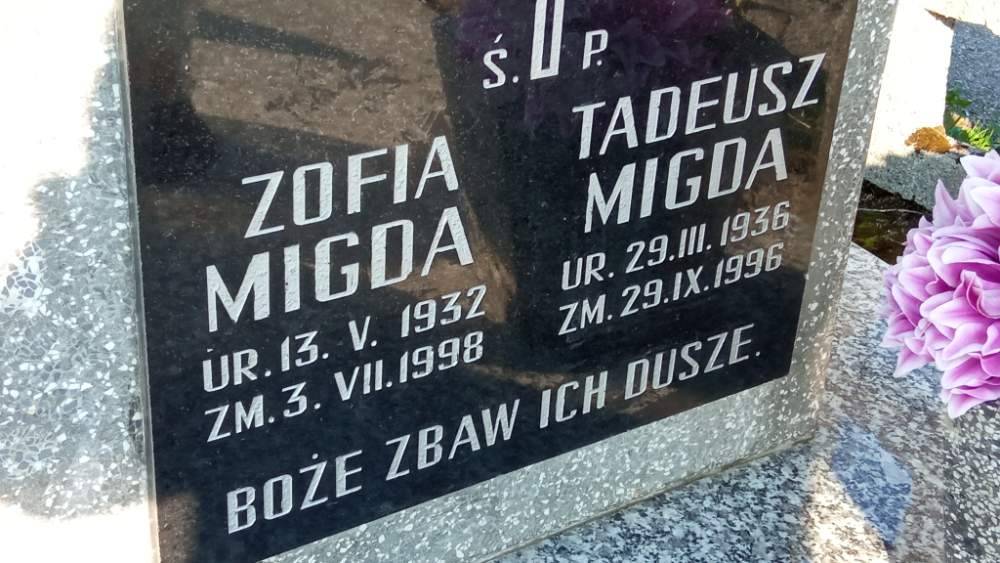 Ś. P.
ZOFIA
MIGDA
UR. 13. V. 1932
ZM. 3. VII. 1998
TADEUSZ
MIGDA
UR. 29. III. 1936
ZM. 29. IX. 1996
BOŻE ZBAW ICH DUSZE.